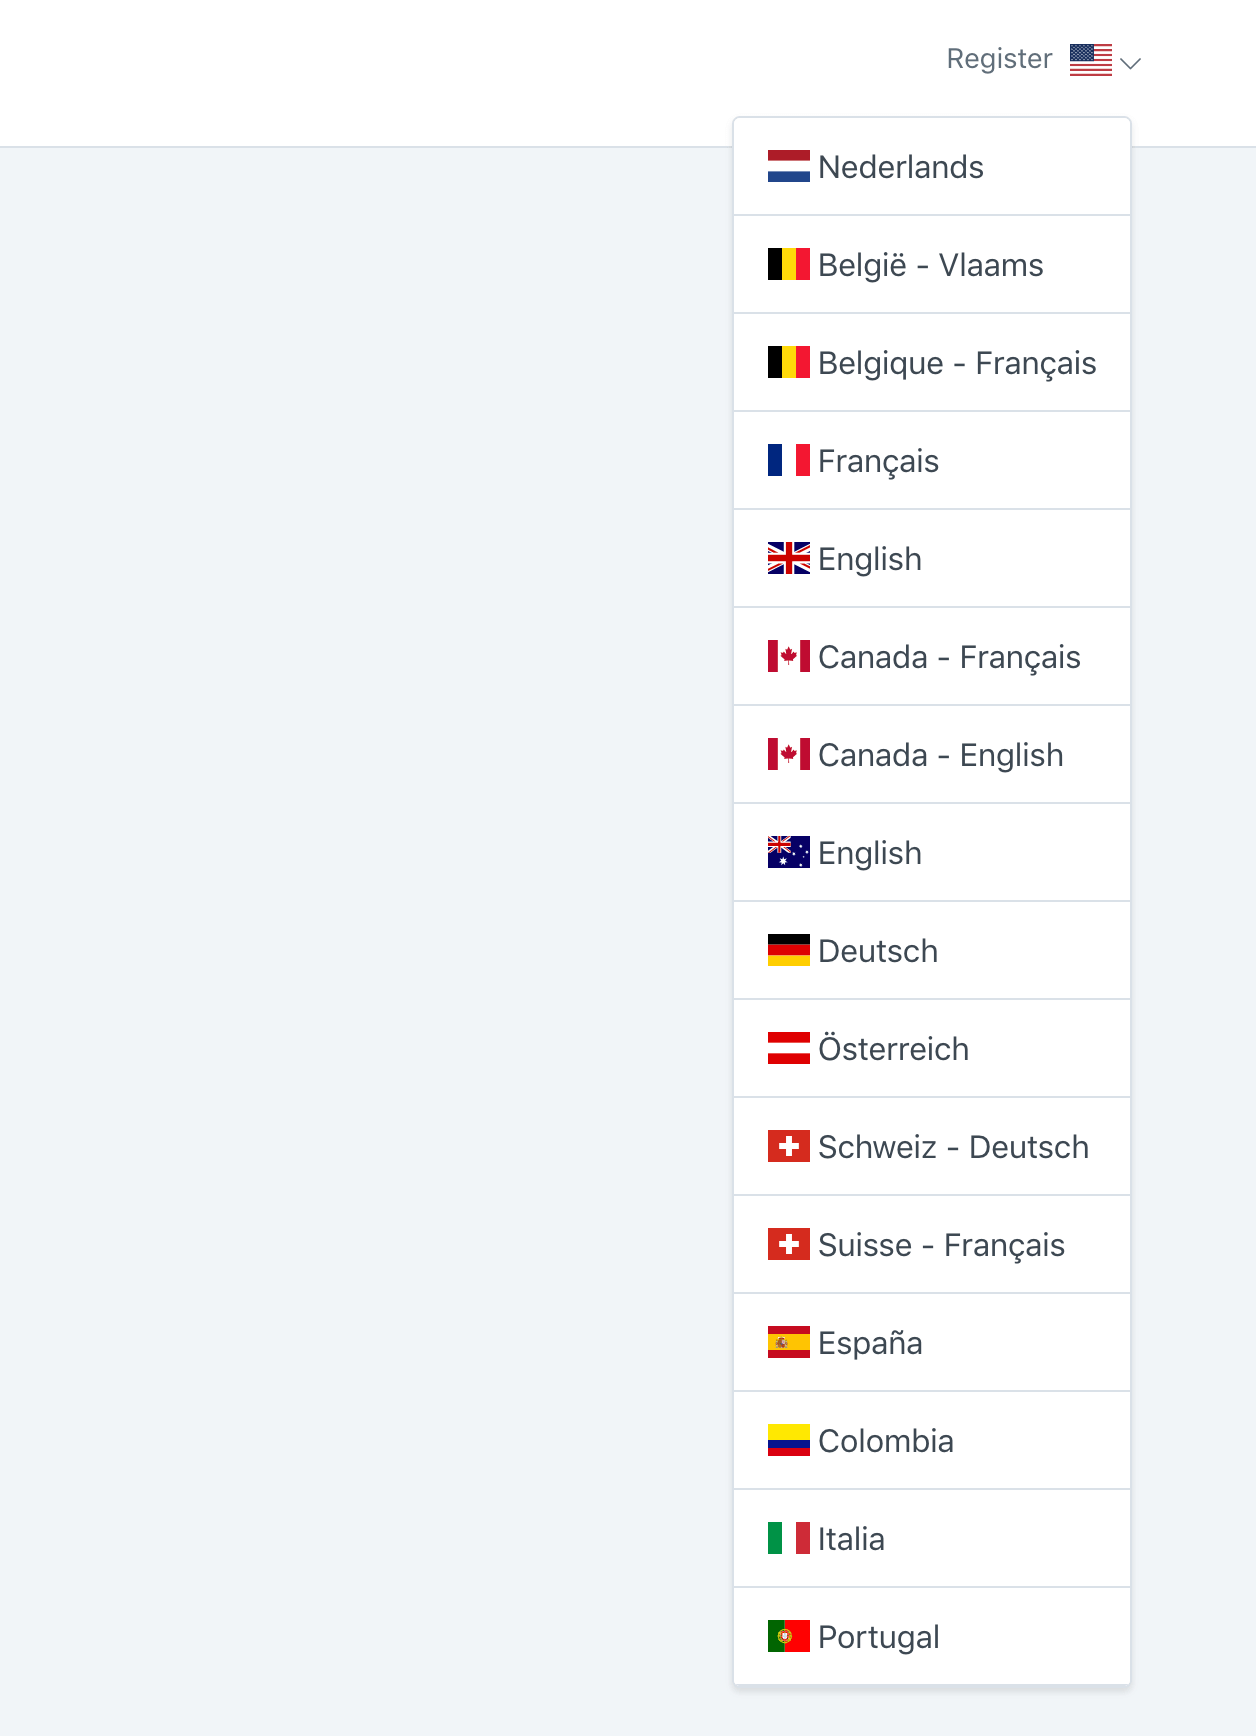 Register
Nederlands
België - Vlaams
Belgique - Français
Français
English
Canada - Français
Canada - English
English
Deutsch
Österreich
Schweiz - Deutsch
Suisse - Français
España
Colombia
Italia
Portugal